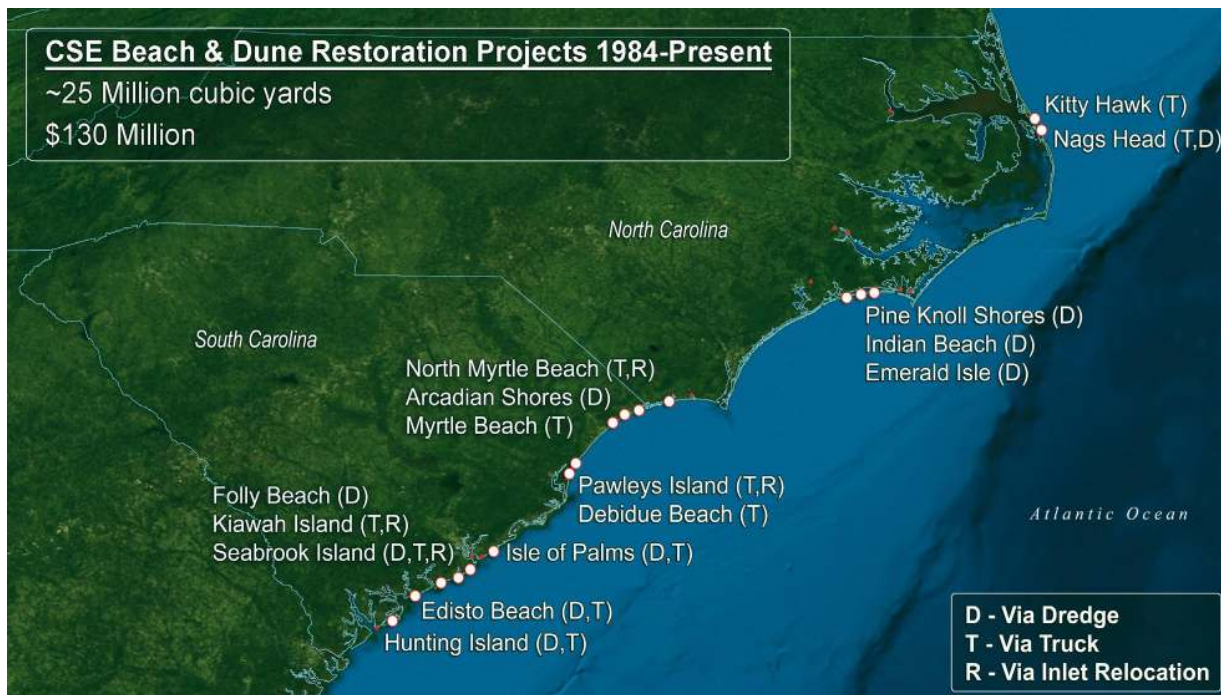 CSE Beach & Dune Restoration Projects 1984-Present
~25 Million cubic yards
$130 Million
Kitty Hawk (T)
Nags Head (T,D)
North Carolina
Pine Knoll Shores (D)
Indian Beach (D)
Emerald Isle (D)
South Carolina
North Myrtle Beach (T,R)
Arcadian Shores (D)
Myrtle Beach (T)
Pawleys Island (T,R)
Debidue Beach (T)
Folly Beach (D)
Kiawah Island (T,R)
Seabrook Island (D,T,R)
Isle of Palms (D,T)
Edisto Beach (D,T)
Hunting Island (D,T)
Atlantic Ocean
D - Via Dredge
T - Via Truck
R - Via Inlet Relocation